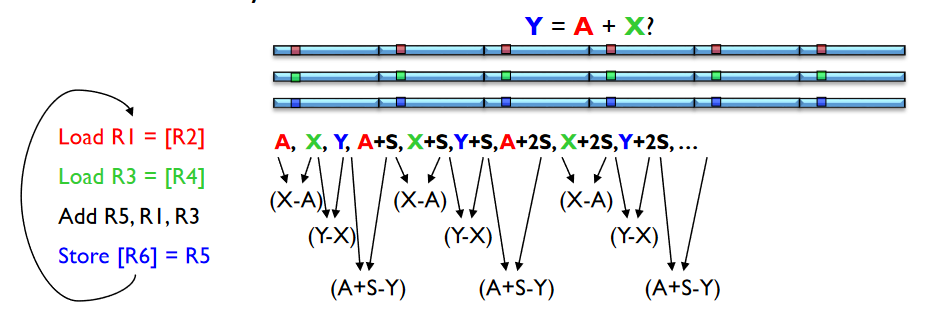 Y = A + X?
Load R1 = [R2]
Load R3 = [R4]
Add R5, R1, R3
Store [R6] = R5
A, X, Y, A+S, X+S,Y+S,A+2S, X+2S,Y+2S, ...
(X-A) (X-A) (X-A)
(Y-X) (Y-X) (Y-X)
(A+S-Y) (A+S-Y) (A+S-Y)